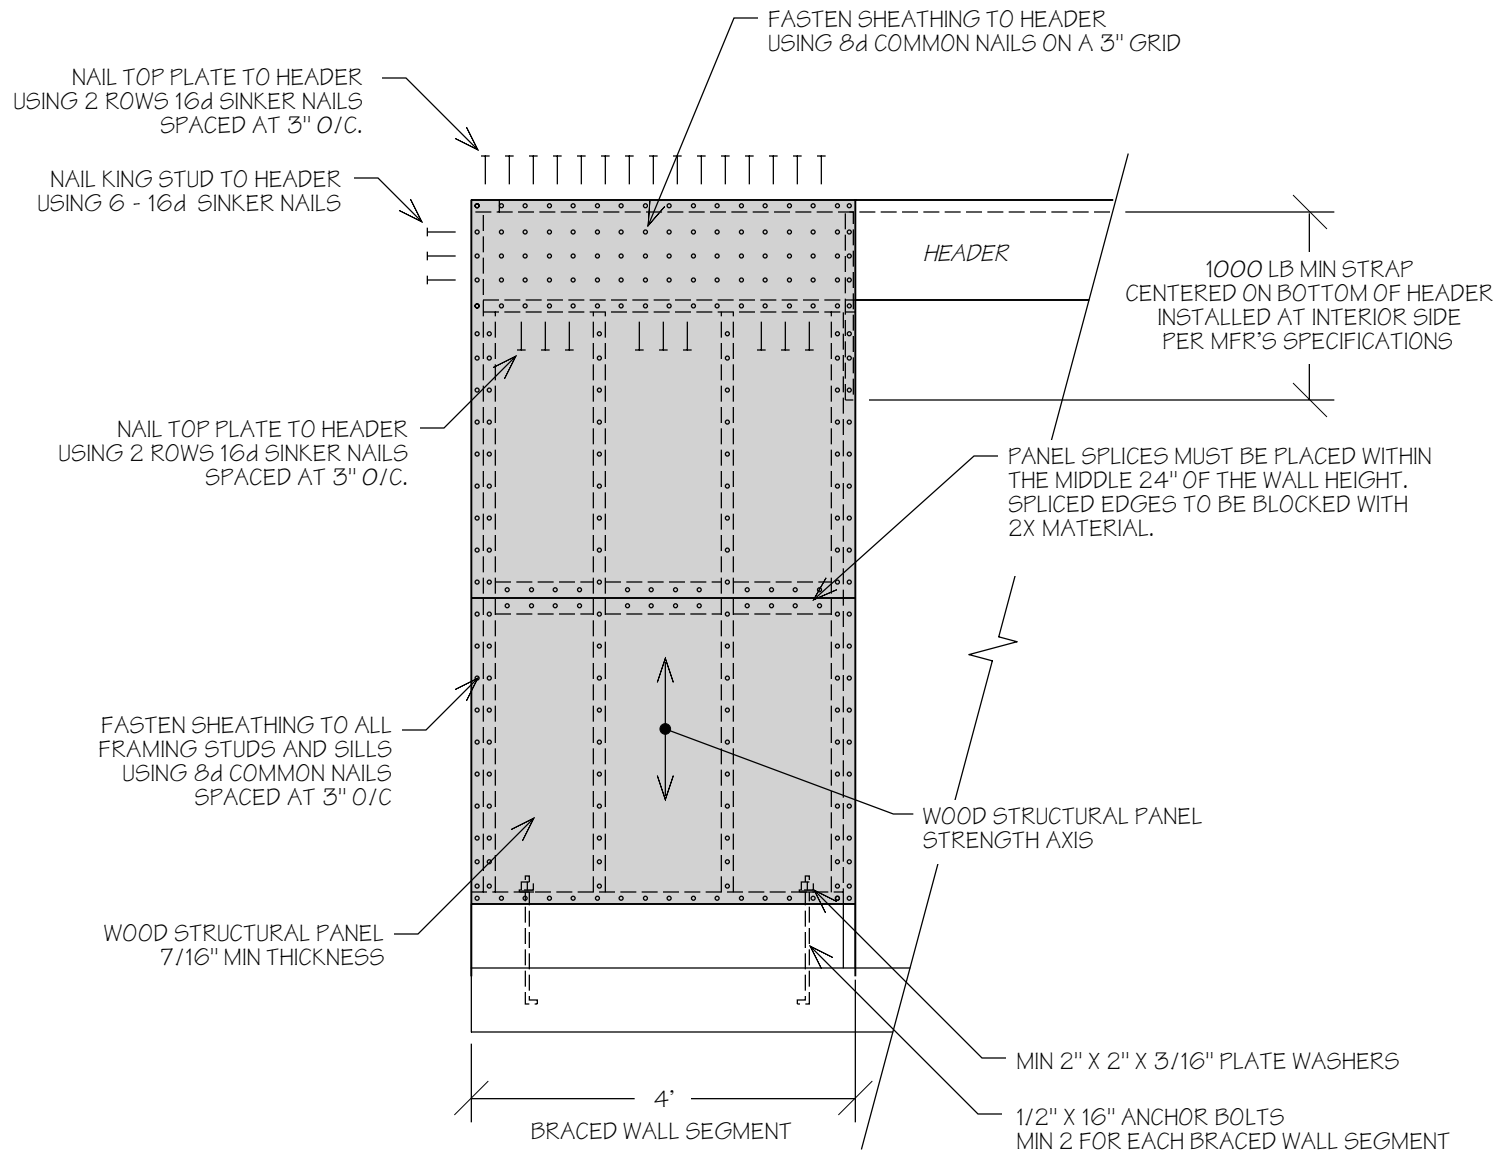 FASTEN SHEATHING TO HEADER
USING 8d COMMON NAILS ON A 3" GRID
NAIL TOP PLATE TO HEADER
USING 2 ROWS 16d SINKER NAILS
SPACED AT 3" O/C.
NAIL KING STUD TO HEADER
USING 6 - 16d SINKER NAILS
HEADER
1000 LB MIN STRAP
CENTERED ON BOTTOM OF HEADER
INSTALLED AT INTERIOR SIDE
PER MFR'S SPECIFICATIONS
NAIL TOP PLATE TO HEADER
USING 2 ROWS 16d SINKER NAILS
SPACED AT 3" O/C.
PANEL SPLICES MUST BE PLACED WITHIN
THE MIDDLE 24" OF THE WALL HEIGHT.
SPLICED EDGES TO BE BLOCKED WITH
2X MATERIAL.
FASTEN SHEATHING TO ALL
FRAMING STUDS AND SILLS
USING 8d COMMON NAILS
SPACED AT 3" O/C
WOOD STRUCTURAL PANEL
STRENGTH AXIS
WOOD STRUCTURAL PANEL
7/16" MIN THICKNESS
MIN 2" X 2" X 3/16" PLATE WASHERS
4'
BRACED WALL SEGMENT
1/2" X 16" ANCHOR BOLTS
MIN 2 FOR EACH BRACED WALL SEGMENT